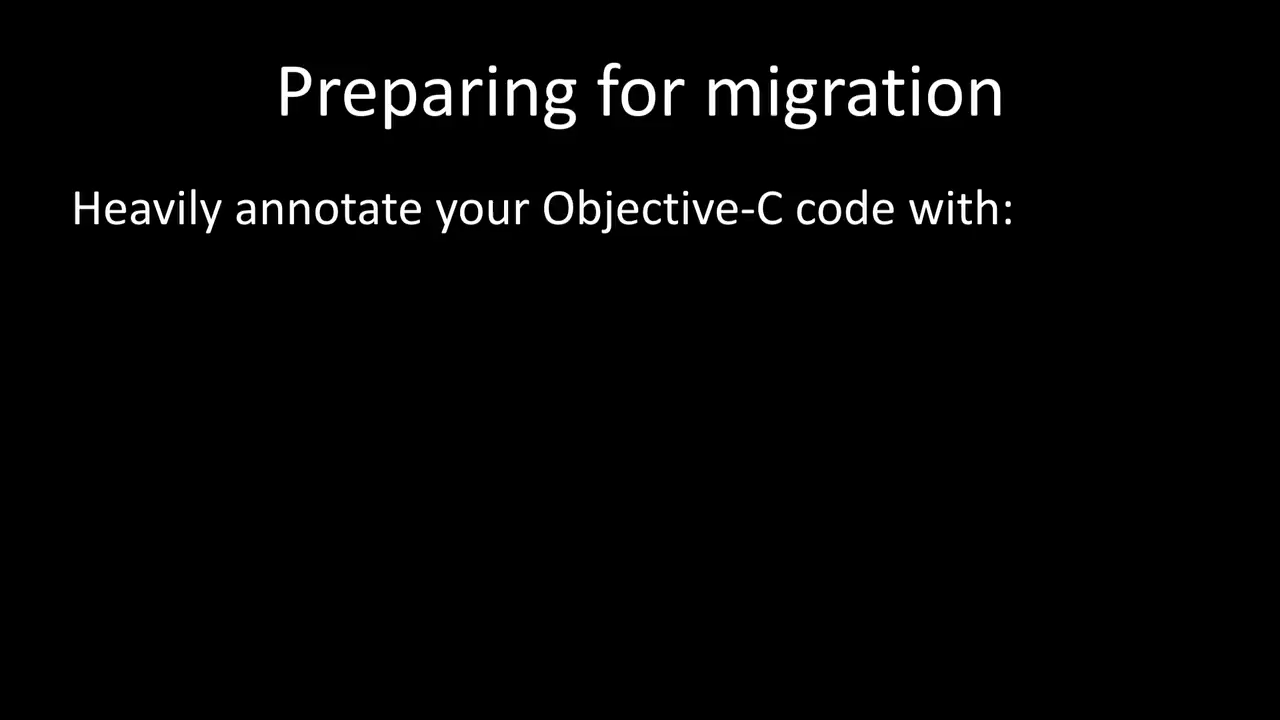 Preparing for migration
Heavily annotate your Objective-C code with: